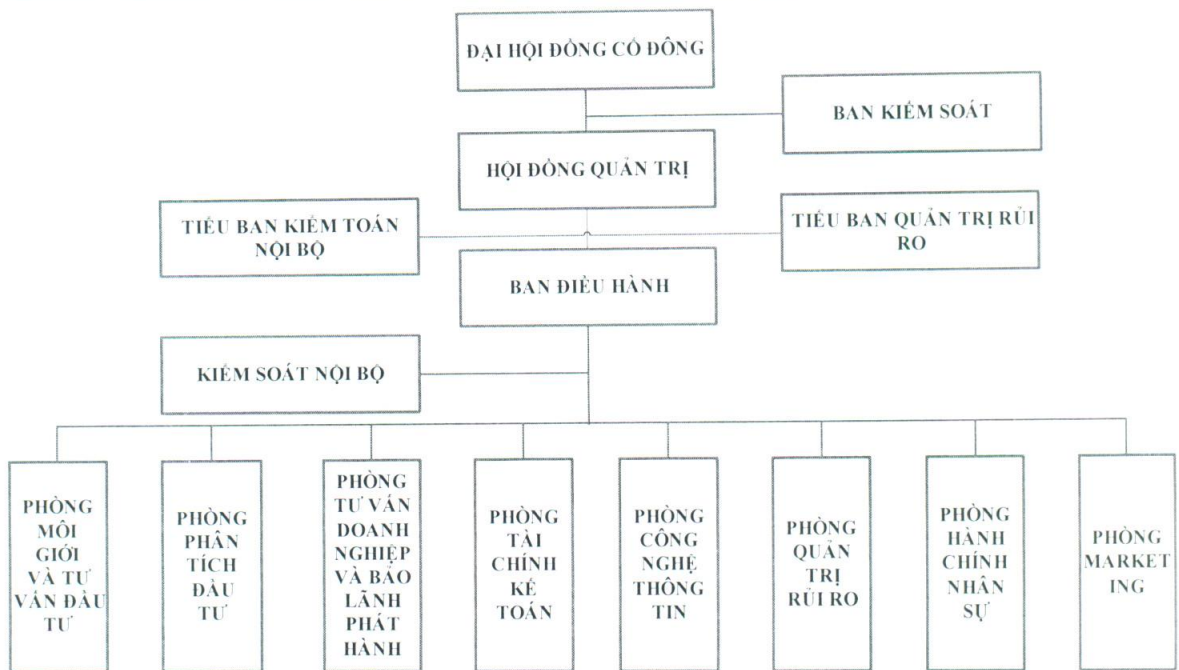 ĐẠI HỘI ĐỒNG CỔ ĐÔNG
BAN KIỂM SOÁT
HỘI ĐỒNG QUẢN TRỊ
TIỂU BAN KIỂM TOÁN
NỘI BỘ
TIỂU BAN QUẢN TRỊ RỦI
RO
BAN ĐIỀU HÀNH
KIỂM SOÁT NỘI BỘ
PHÒNG
MÔI
GIỚI
VÀ TƯ
VẤN ĐẦU
TƯ
PHÒNG
PHÂN
TÍCH
ĐẦU
TƯ
PHÒNG
TƯ VẤN
DOANH
NGHIỆP
VÀ BẢO
LÃNH
PHÁT
HÀNH
PHÒNG
TÀI
CHÍNH
KẾ
TOÁN
PHÒNG
CÔNG
NGHỆ
THÔNG
TIN
PHÒNG
QUẢN
TRỊ
RỦI RO
PHÒNG
HÀNH
CHÍNH
NHÂN
SỰ
PHÒNG
MARKET
ING